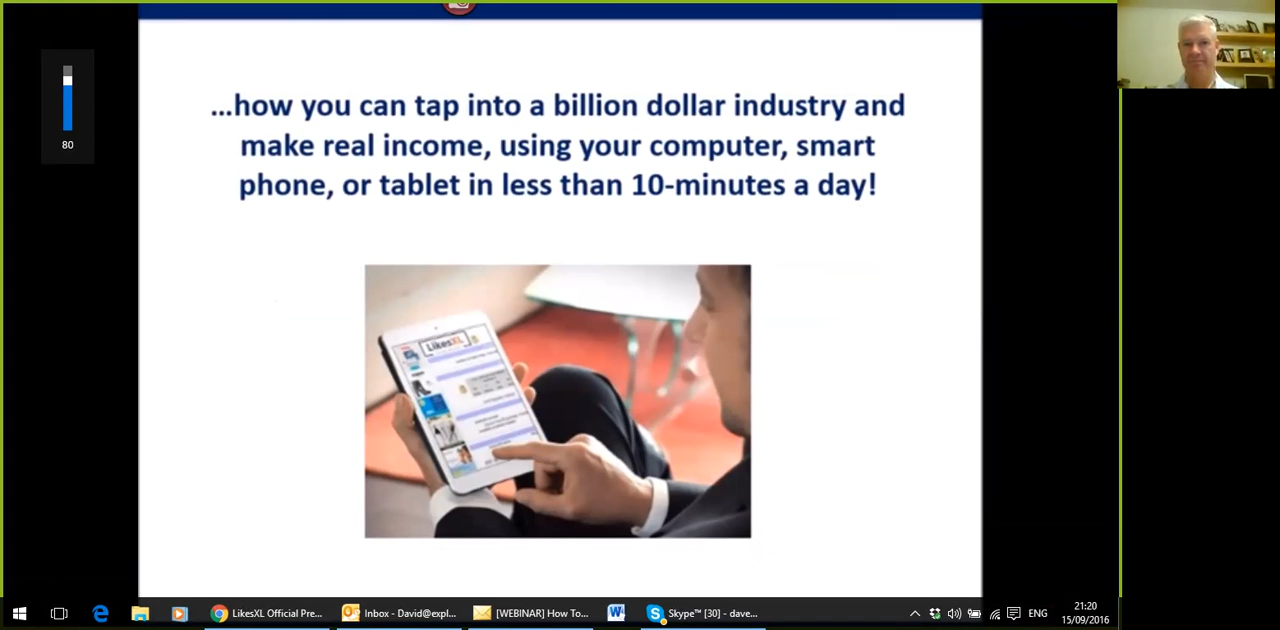 ...how you can tap into a billion dollar industry and
make real income, using your computer, smart
phone, or tablet in less than 10-minutes a day!
80
LikesXL
LikesXL Official Pre...
Inbox - David@expl...
[WEBINAR] How To...
Skype™ [30] - dave...
ENG
21:20
15/09/2016